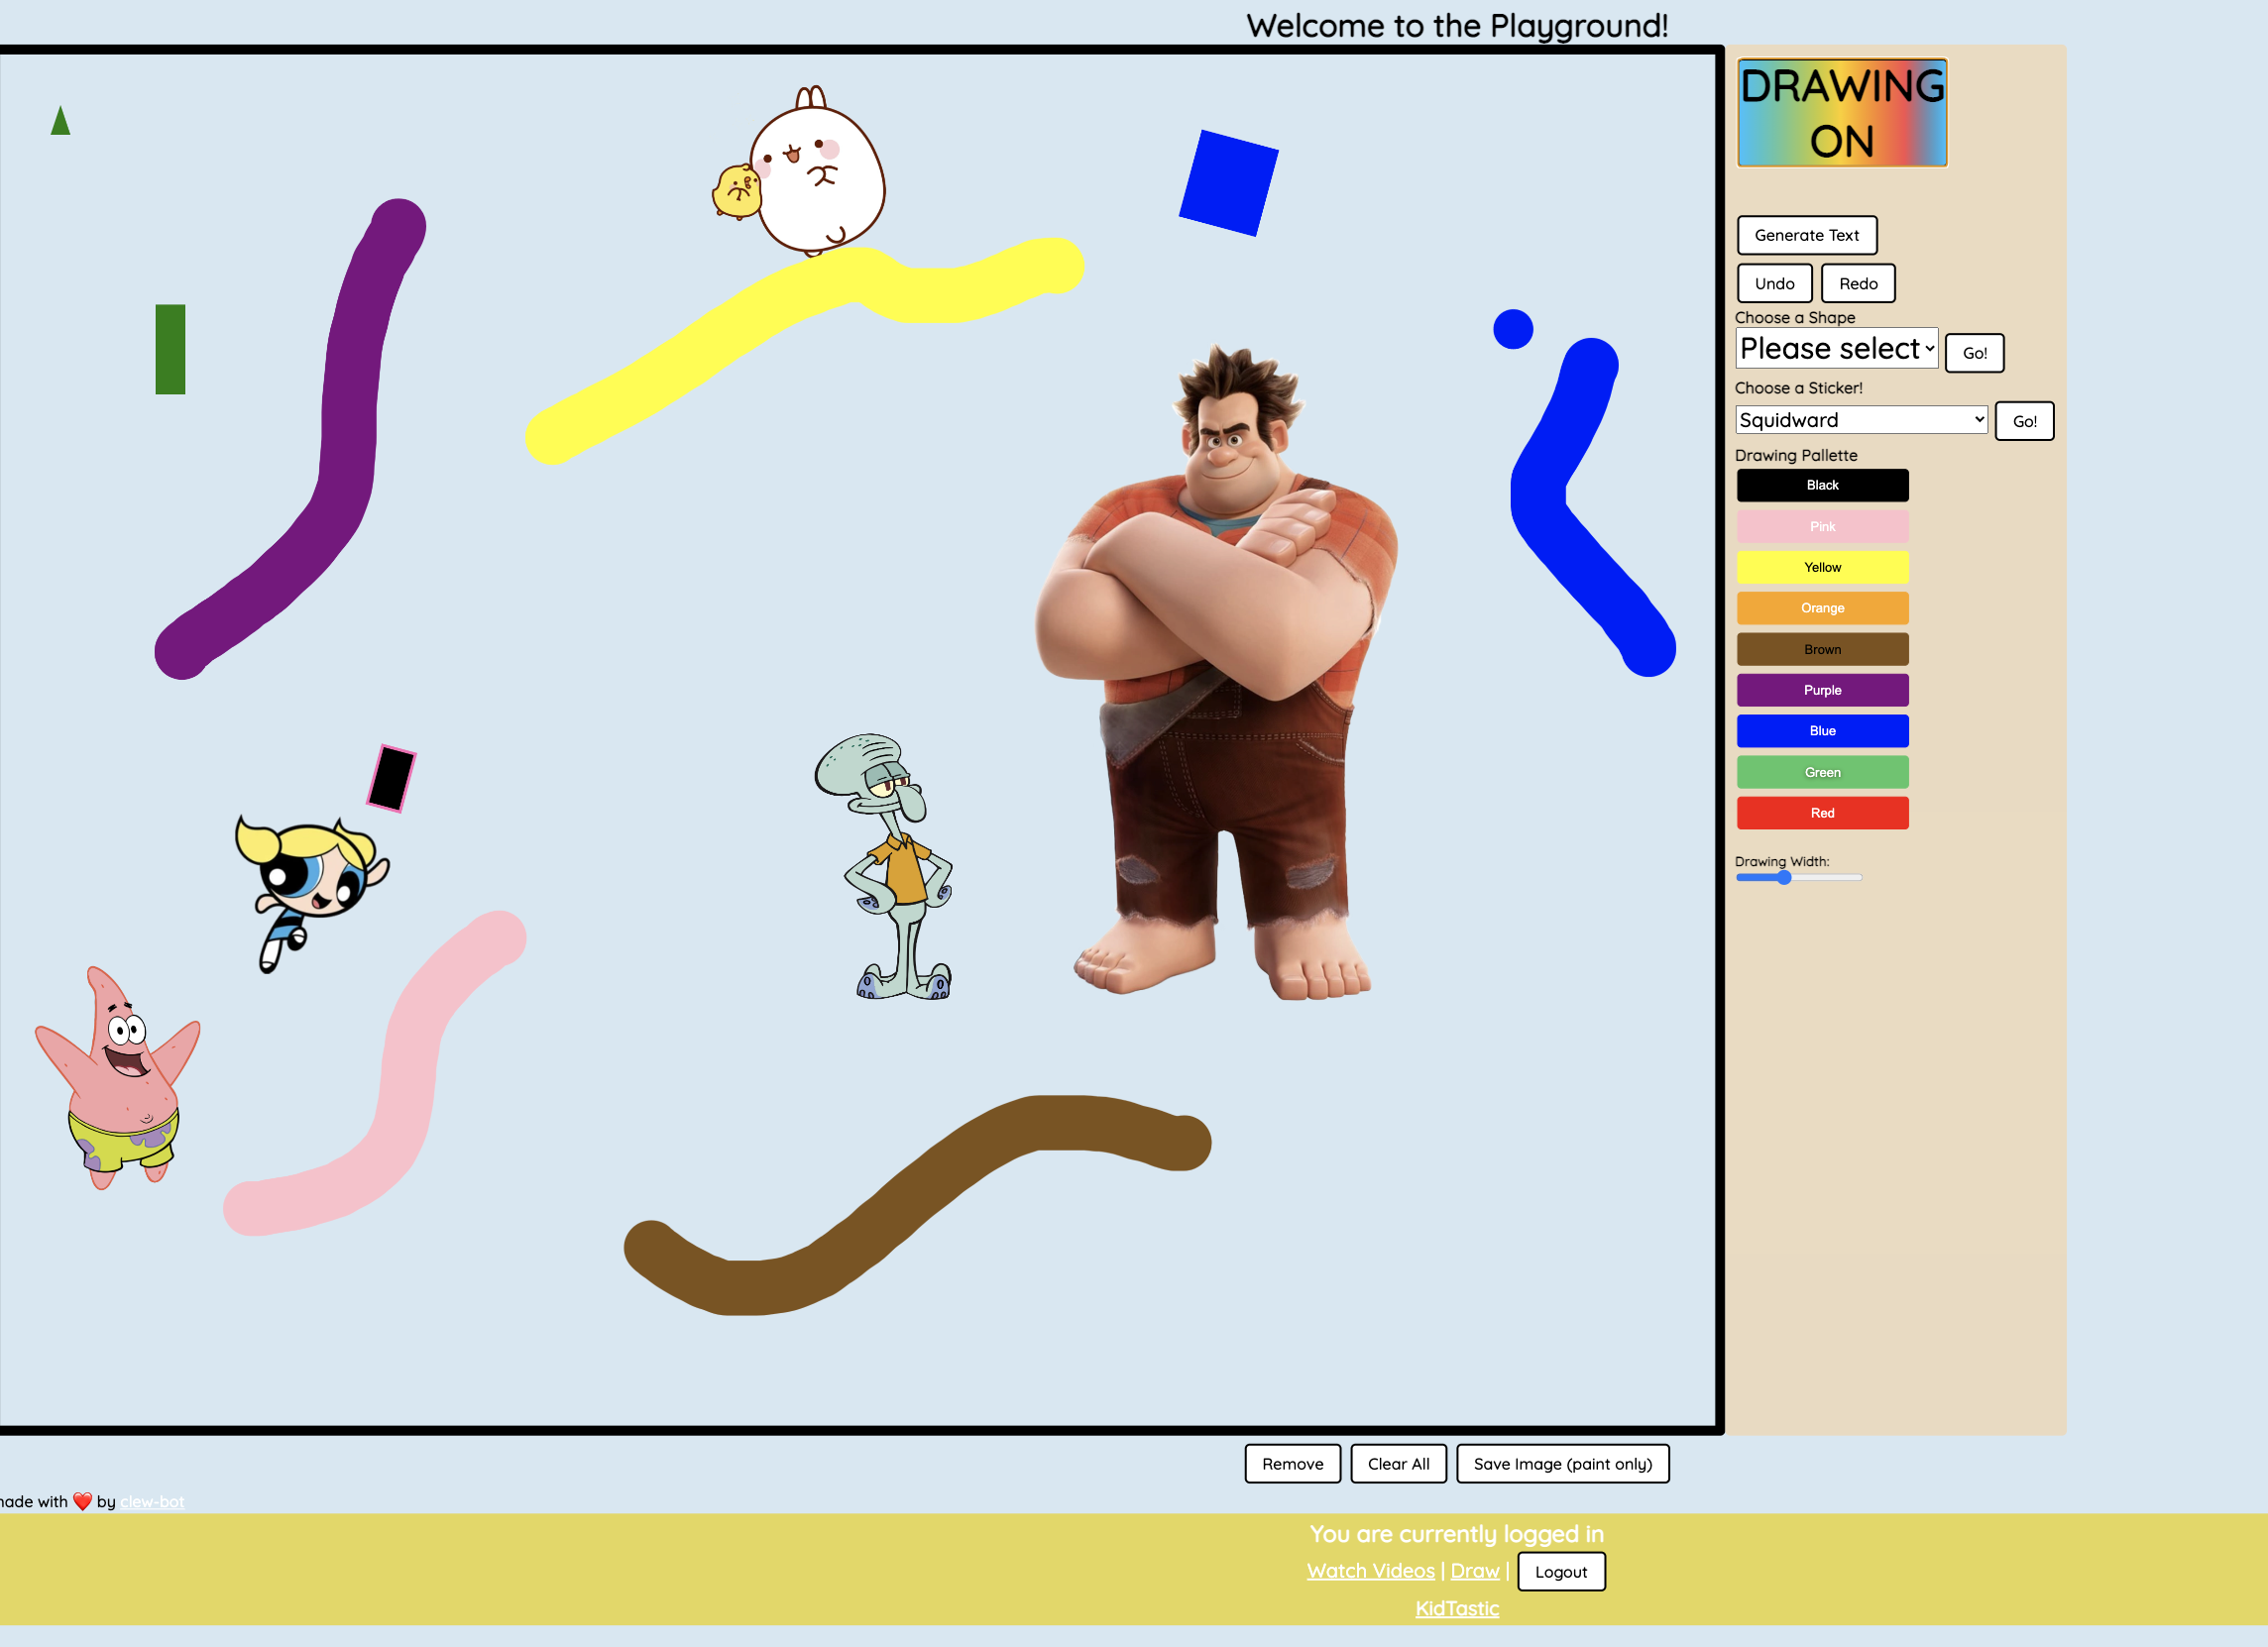 Welcome to the Playground!
DRAWING
ON
Generate Text
Undo Redo
Choose a Shape
Please select Go!
Choose a Sticker!
Squidward Go!
Drawing Pallette
Black
Pink
Yellow
Orange
Brown
Purple
Blue
Green
Red
Drawing Width:
Remove Clear All Save Image (paint only)
ade with ❤️ by clew-bot
You are currently logged in
Watch Videos | Draw | Logout
KidTastic